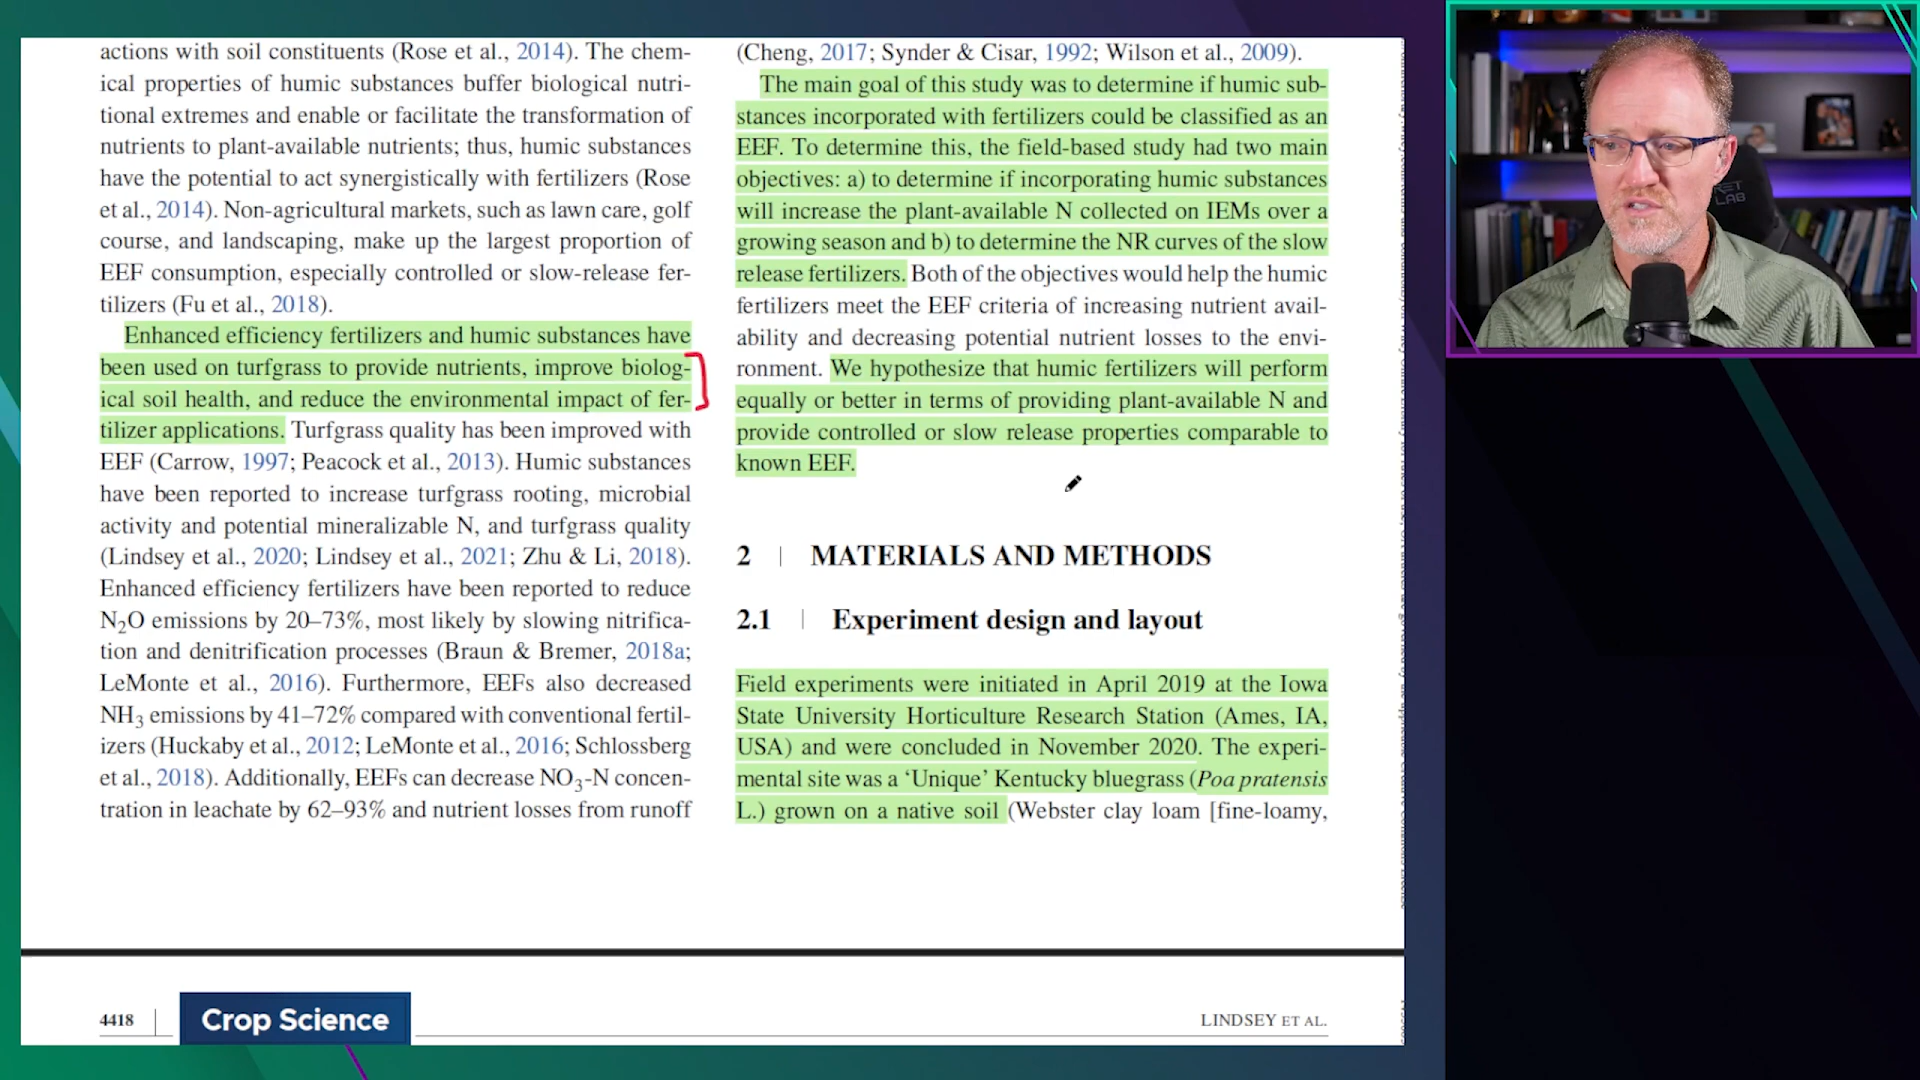 actions with soil constituents (Rose et al., 2014). The chem-
ical properties of humic substances buffer biological nutri-
tional extremes and enable or facilitate the transformation of
nutrients to plant-available nutrients; thus, humic substances
have the potential to act synergistically with fertilizers (Rose
et al., 2014). Non-agricultural markets, such as lawn care, golf
course, and landscaping, make up the largest proportion of
EEF consumption, especially controlled or slow-release fer-
tilizers (Fu et al., 2018).
Enhanced efficiency fertilizers and humic substances have
been used on turfgrass to provide nutrients, improve biolog-
ical soil health, and reduce the environmental impact of fer-
tilizer applications. Turfgrass quality has been improved with
EEF (Carrow, 1997; Peacock et al., 2013). Humic substances
have been reported to increase turfgrass rooting, microbial
activity and potential mineralizable N, and turfgrass quality
(Lindsey et al., 2020; Lindsey et al., 2021; Zhu & Li, 2018).
Enhanced efficiency fertilizers have been reported to reduce
N2O emissions by 20–73%, most likely by slowing nitrifica-
tion and denitrification processes (Braun & Bremer, 2018a;
LeMonte et al., 2016). Furthermore, EEFs also decreased
NH3 emissions by 41–72% compared with conventional fertil-
izers (Huckaby et al., 2012; LeMonte et al., 2016; Schlossberg
et al., 2018). Additionally, EEFs can decrease NO3-N concen-
tration in leachate by 62–93% and nutrient losses from runoff
(Cheng, 2017; Synder & Cisar, 1992; Wilson et al., 2009).
The main goal of this study was to determine if humic sub-
stances incorporated with fertilizers could be classified as an
EEF. To determine this, the field-based study had two main
objectives: a) to determine if incorporating humic substances
will increase the plant-available N collected on IEMs over a
growing season and b) to determine the NR curves of the slow
release fertilizers. Both of the objectives would help the humic
fertilizers meet the EEF criteria of increasing nutrient avail-
ability and decreasing potential nutrient losses to the envi-
ronment. We hypothesize that humic fertilizers will perform
equally or better in terms of providing plant-available N and
provide controlled or slow release properties comparable to
known EEF.
2 | MATERIALS AND METHODS
2.1 | Experiment design and layout
Field experiments were initiated in April 2019 at the Iowa
State University Horticulture Research Station (Ames, IA,
USA) and were concluded in November 2020. The experi-
mental site was a ‘Unique’ Kentucky bluegrass (Poa pratensis
L.) grown on a native soil (Webster clay loam [fine-loamy,
4418
Crop Science
LINDSEY ET AL.